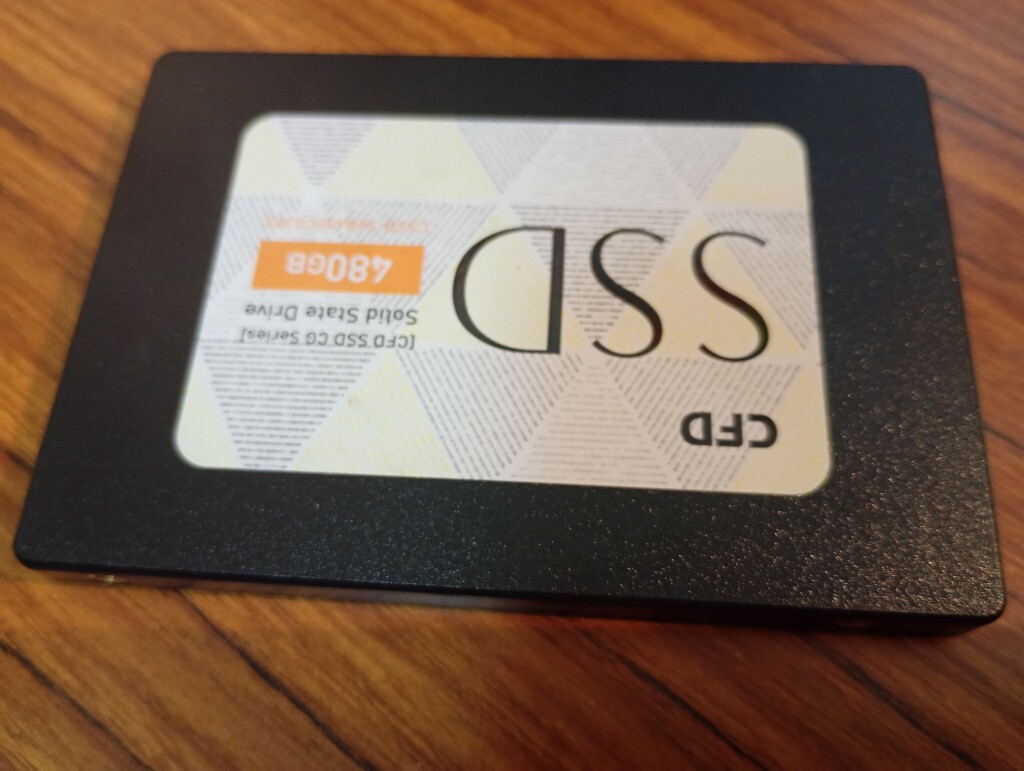 CFD
SSD
[CFD SSD CG Series]
Solid State Drive
480GB